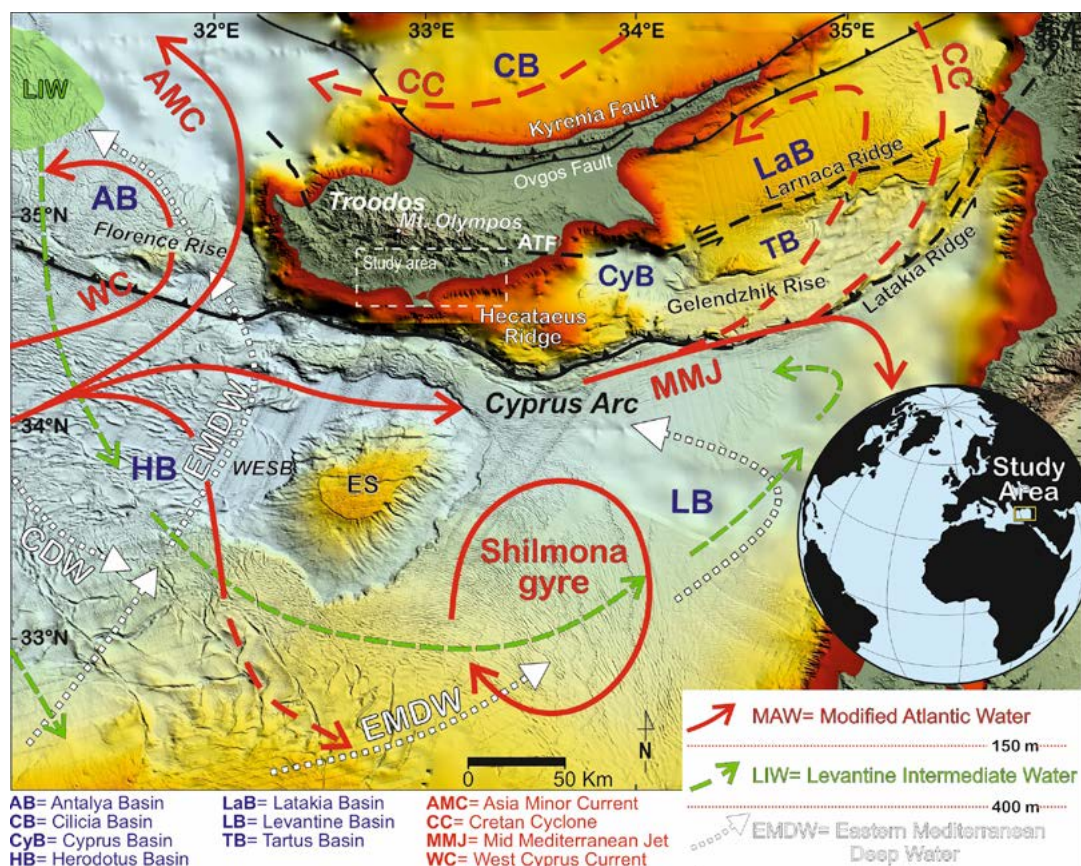 32°E
33°E
34°E
35°E
LIW
AMC
CC
CB
CC
Kyrenia Fault
Ovgos Fault
LaB
Larnaca Ridge
35°N
AB
Florence Rise
Troodos
Mt. Olympos
ATF
Study area
TB
CyB
Gelendzhik Rise
Latakia Ridge
WC
Hecataeus
Ridge
MMJ
Cyprus Arc
34°N
EMDW
HB
WESB
ES
LB
Study
Area
CDW
Shilmona
gyre
33°N
EMDW
N
50 Km
MAW= Modified Atlantic Water
150 m
LIW= Levantine Intermediate Water
400 m
EMDW= Eastern Mediterranean
Deep Water
AB= Antalya Basin
CB= Cilicia Basin
CyB= Cyprus Basin
HB= Herodotus Basin
LaB= Latakia Basin
LB= Levantine Basin
TB= Tartus Basin
AMC= Asia Minor Current
CC= Cretan Cyclone
MMJ= Mid Mediterranean Jet
WC= West Cyprus Current